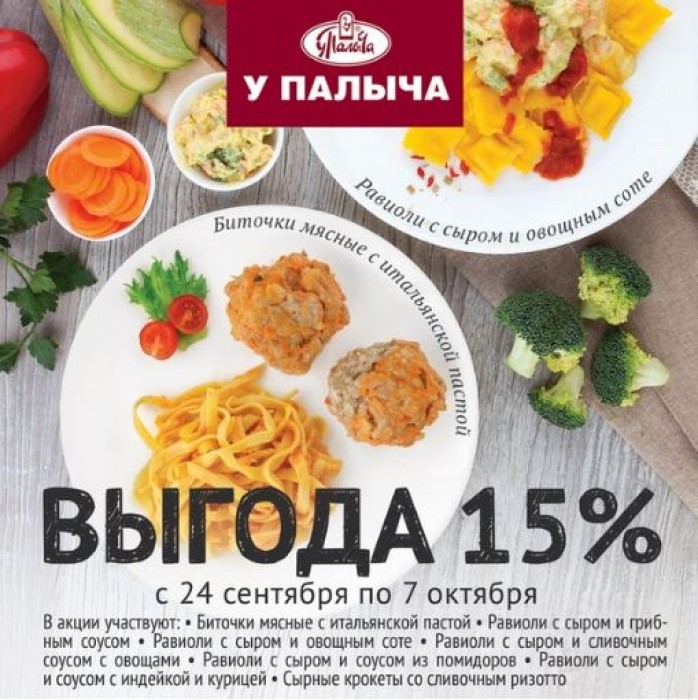 У Палыча
У ПАЛЫЧА
Равиоли с сыром и овощным соте
Биточки мясные с итальянской пастой
ВЫГОДА 15%
с 24 сентября по 7 октября
В акции участвуют: • Биточки мясные с итальянской пастой • Равиоли с сыром и гриб-
ным соусом • Равиоли с сыром и овощным соте • Равиоли с сыром и сливочным
соусом с овощами • Равиоли с сыром и соусом из помидоров • Равиоли с сыром
и соусом с индейкой и курицей • Сырные крокеты со сливочным ризотто